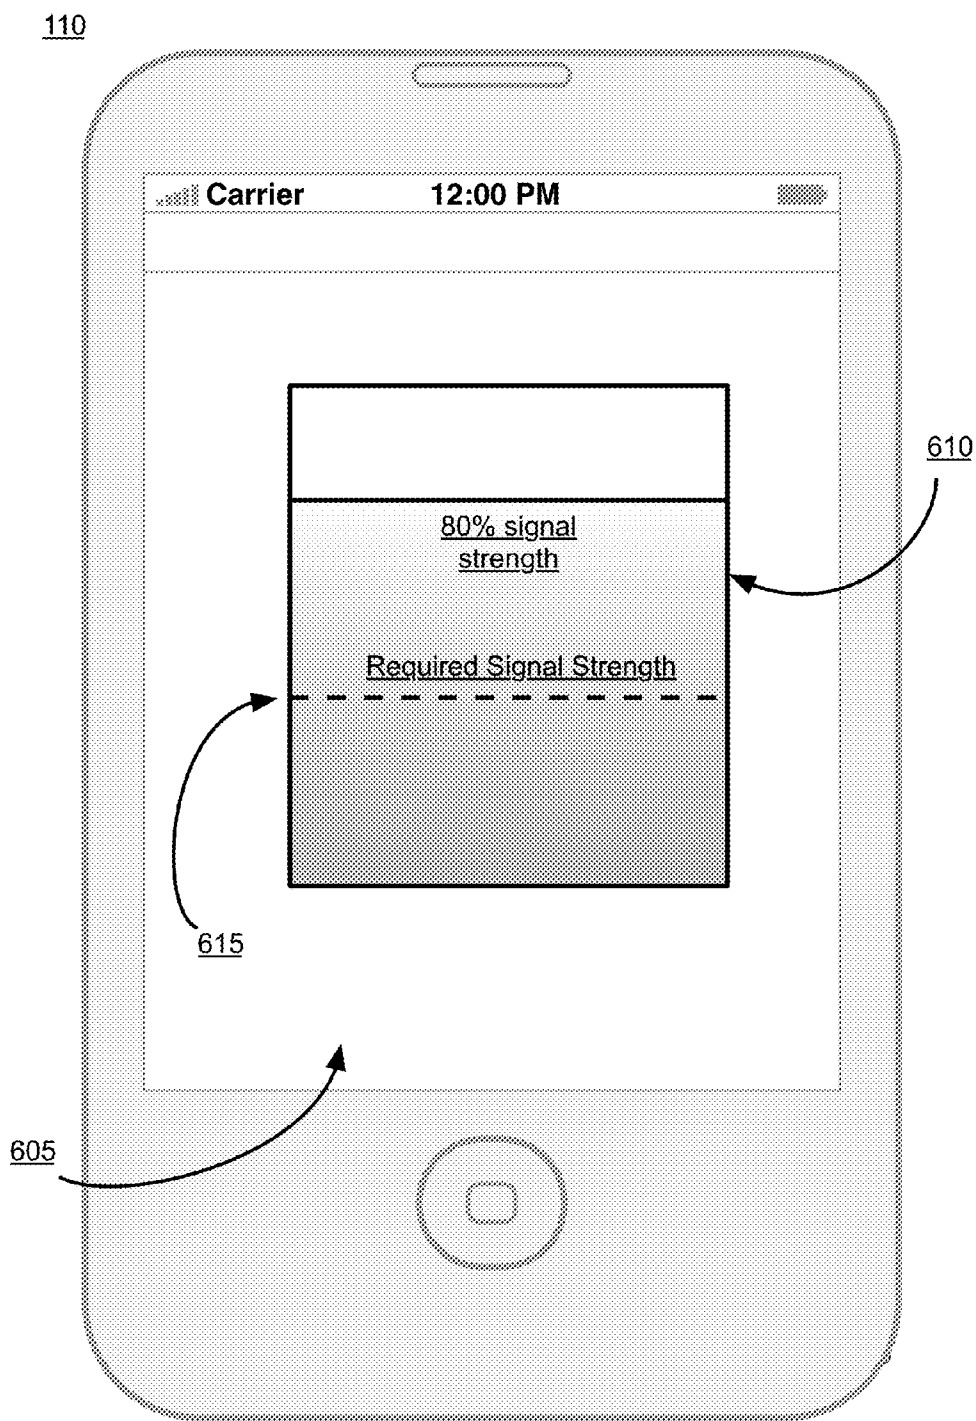 110
Carrier 12:00 PM
610
80% signal
strength
Required Signal Strength
615
605